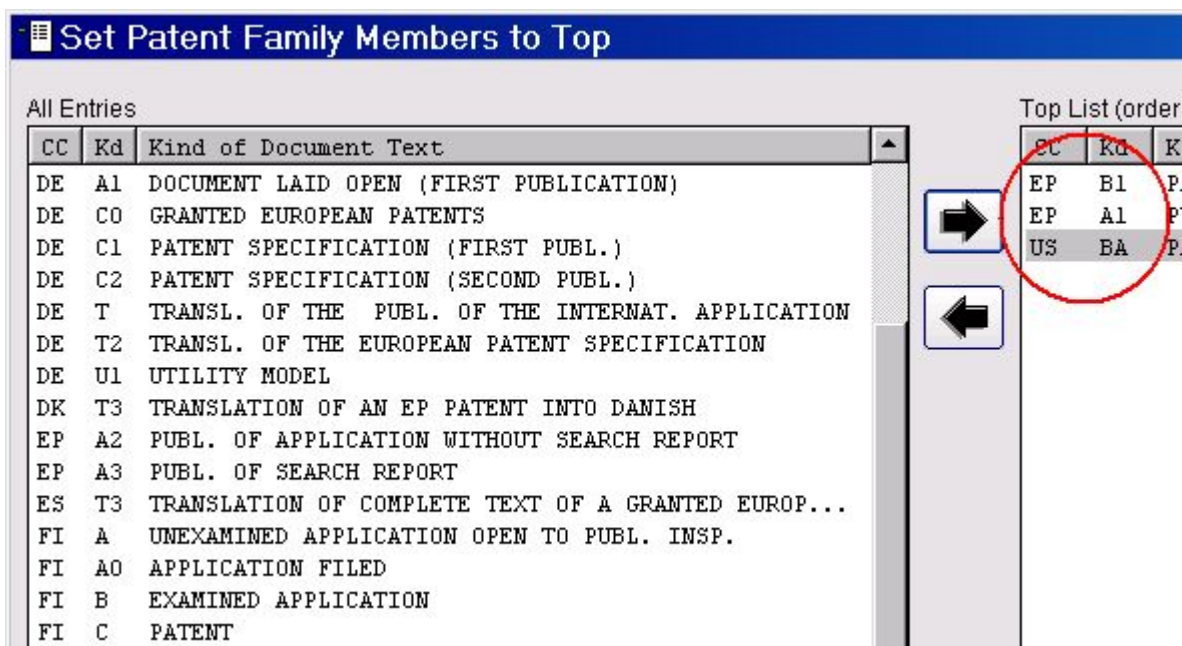 Set Patent Family Members to Top
All Entries
CC Kd Kind of Document Text
DE A1 DOCUMENT LAID OPEN (FIRST PUBLICATION)
DE C0 GRANTED EUROPEAN PATENTS
DE C1 PATENT SPECIFICATION (FIRST PUBL.)
DE C2 PATENT SPECIFICATION (SECOND PUBL.)
DE T TRANSL. OF THE PUBL. OF THE INTERNAT. APPLICATION
DE T2 TRANSL. OF THE EUROPEAN PATENT SPECIFICATION
DE U1 UTILITY MODEL
DK T3 TRANSLATION OF AN EP PATENT INTO DANISH
EP A2 PUBL. OF APPLICATION WITHOUT SEARCH REPORT
EP A3 PUBL. OF SEARCH REPORT
ES T3 TRANSLATION OF COMPLETE TEXT OF A GRANTED EUROP...
FI A UNEXAMINED APPLICATION OPEN TO PUBL. INSP.
FI A0 APPLICATION FILED
FI B EXAMINED APPLICATION
FI C PATENT
Top List (order
CC Kd K
EP B1
EP A1
US BA